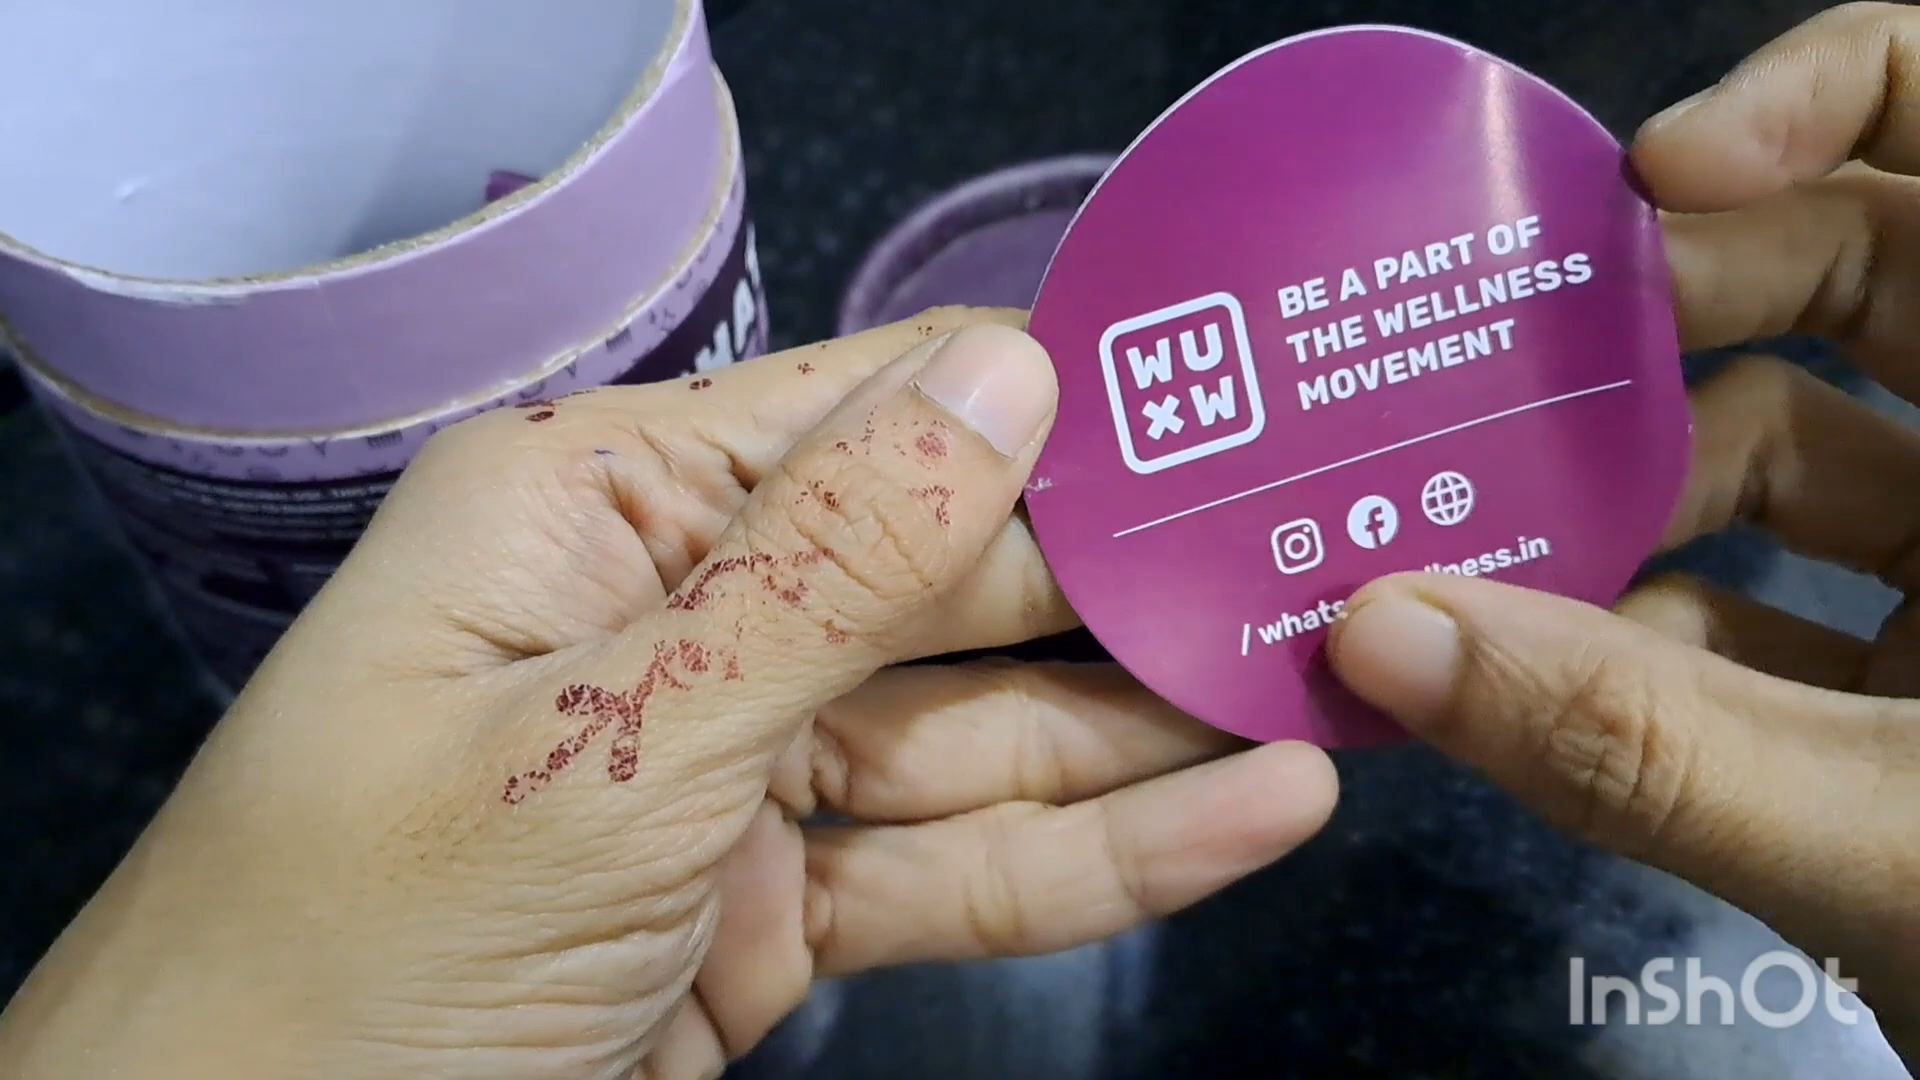 WU
XW
BE A PART OF
THE WELLNESS
MOVEMENT
/whats
llness.in
InShOt